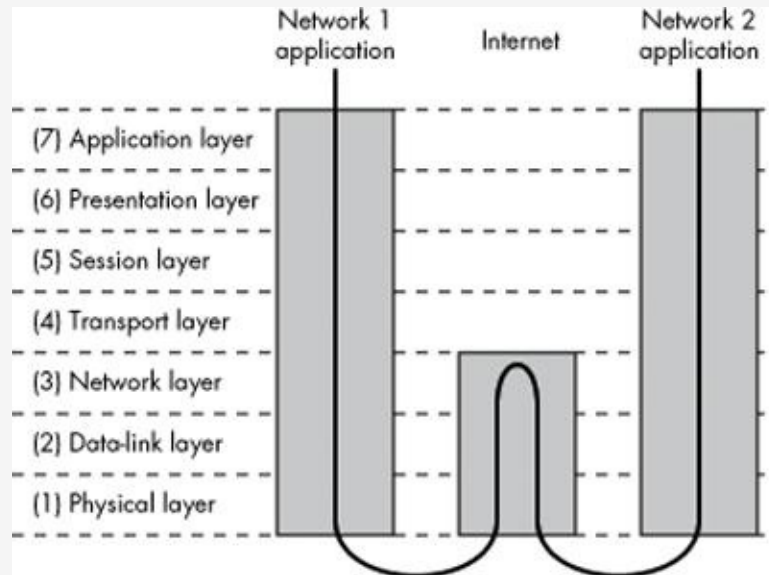 Network 1
application
Internet
Network 2
application
(7) Application layer
(6) Presentation layer
(5) Session layer
(4) Transport layer
(3) Network layer
(2) Data-link layer
(1) Physical layer